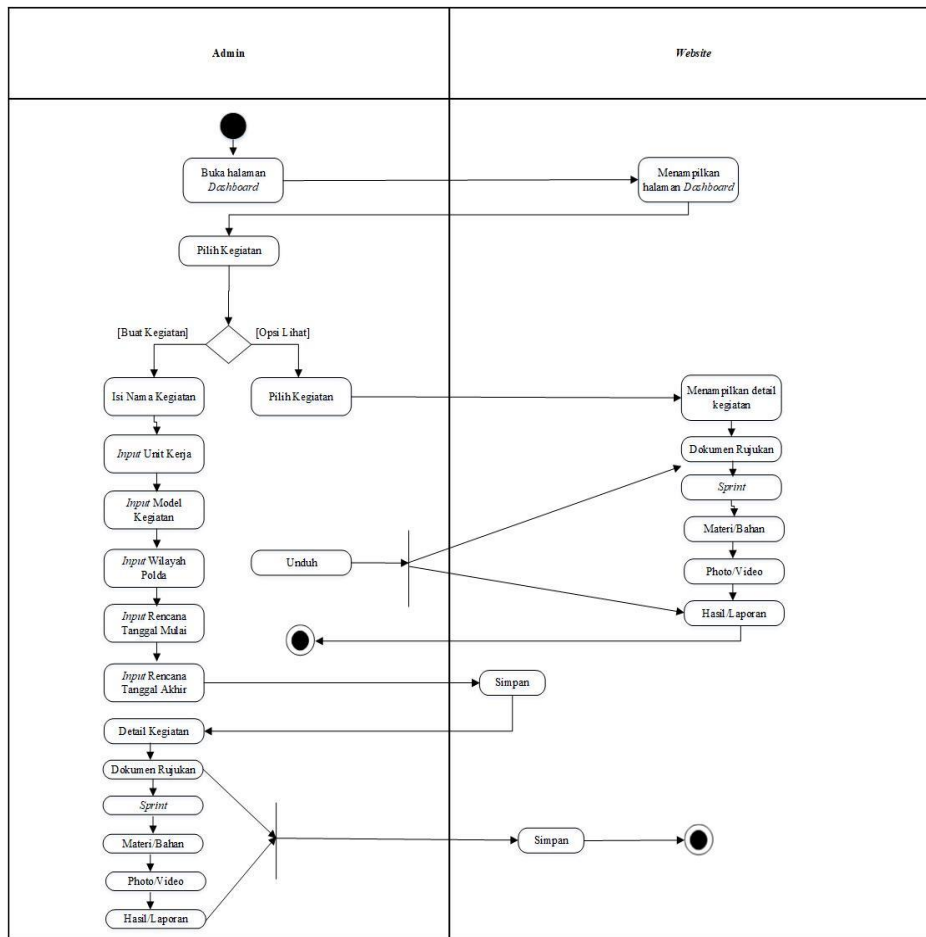 Admin
Website
Buka halaman
Dashboard
Menampilkan
halaman Dashboard
Pilih Kegiatan
[Buat Kegiatan]
[Opsi Lihat]
Isi Nama Kegiatan
Pilih Kegiatan
Menampilkan detail
kegiatan
Input Unit Kerja
Dokumen Rujukan
Sprint
Input Model
Kegiatan
Materi/Bahan
Input Wilayah
Polda
Unduh
Photo/Video
Input Rencana
Tanggal Mulai
Hasil/Laporan
Input Rencana
Tanggal Akhir
Simpan
Detail Kegiatan
Dokumen Rujukan
Sprint
Materi/Bahan
Simpan
Photo/Video
Hasil/Laporan